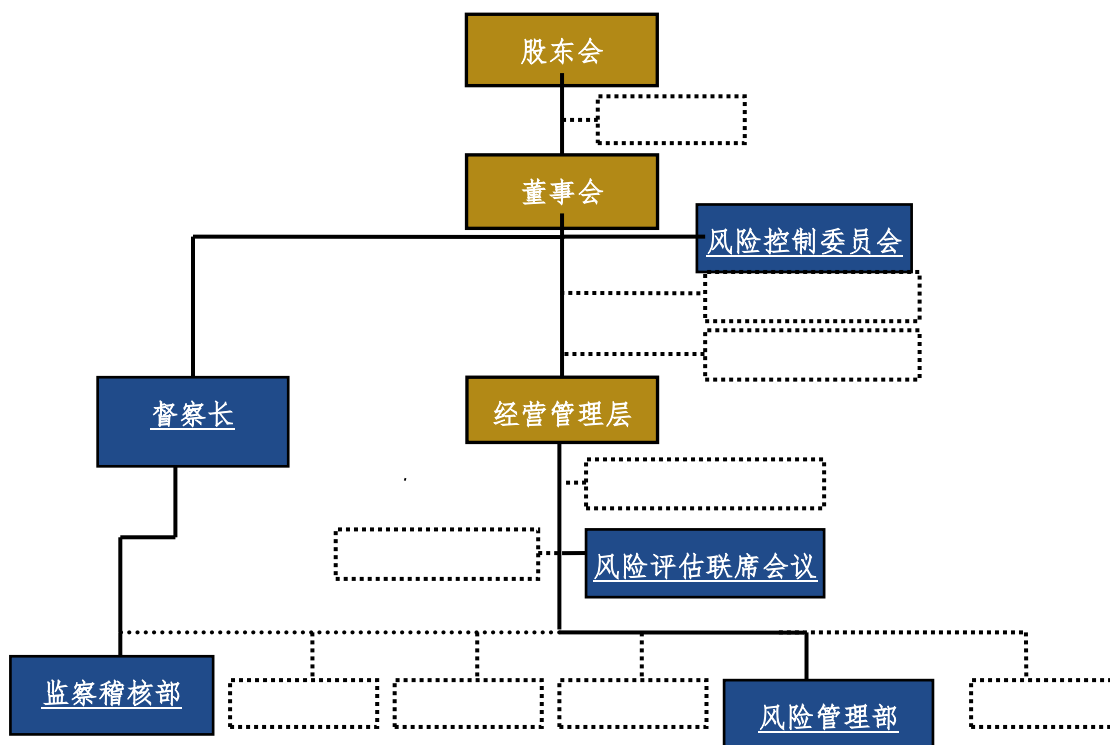 股东会
董事会
风险控制委员会
督察长
经营管理层
风险评估联席会议
监察稽核部
风险管理部